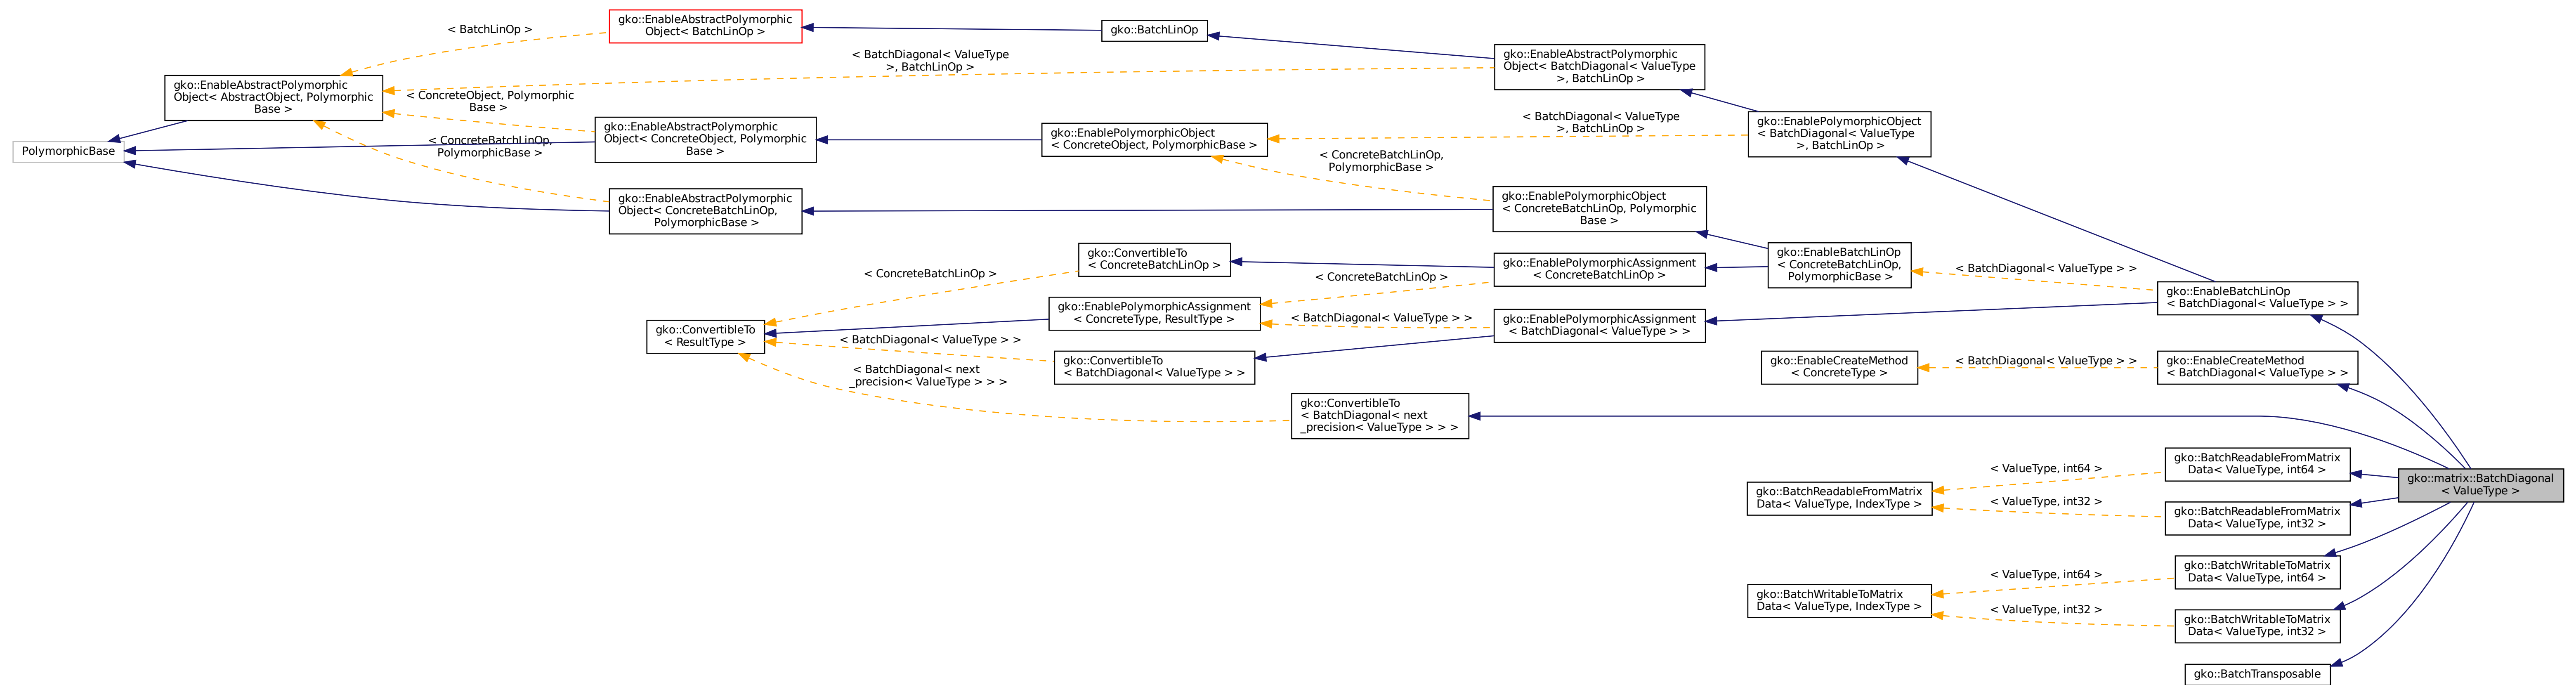 gko::EnableAbstractPolymorphic
Object< BatchLinOp >
< BatchLinOp >
gko::BatchLinOp
gko::EnableAbstractPolymorphic
Object< BatchDiagonal< ValueType
>, BatchLinOp >
< BatchDiagonal< ValueType
>, BatchLinOp >
gko::EnableAbstractPolymorphic
Object< AbstractObject, Polymorphic
Base >
< ConcreteObject, Polymorphic
Base >
PolymorphicBase
< ConcreteBatchLinOp,
PolymorphicBase >
gko::EnableAbstractPolymorphic
Object< ConcreteObject, Polymorphic
Base >
gko::EnablePolymorphicObject
< ConcreteObject, PolymorphicBase >
< BatchDiagonal< ValueType
>, BatchLinOp >
gko::EnablePolymorphicObject
< BatchDiagonal< ValueType
>, BatchLinOp >
< ConcreteBatchLinOp,
PolymorphicBase >
gko::EnableAbstractPolymorphic
Object< ConcreteBatchLinOp,
PolymorphicBase >
gko::EnablePolymorphicObject
< ConcreteBatchLinOp, Polymorphic
Base >
gko::ConvertibleTo
< ConcreteBatchLinOp >
< ConcreteBatchLinOp >
gko::EnablePolymorphicAssignment
< ConcreteBatchLinOp >
gko::EnableBatchLinOp
< ConcreteBatchLinOp,
PolymorphicBase >
< BatchDiagonal< ValueType > >
gko::EnableBatchLinOp
< BatchDiagonal< ValueType > >
< ConcreteBatchLinOp >
gko::EnablePolymorphicAssignment
< ConcreteType, ResultType >
< BatchDiagonal< ValueType > >
gko::EnablePolymorphicAssignment
< BatchDiagonal< ValueType > >
gko::ConvertibleTo
< ResultType >
< BatchDiagonal< ValueType > >
gko::ConvertibleTo
< BatchDiagonal< ValueType > >
< BatchDiagonal< next
_precision< ValueType > > >
gko::EnableCreateMethod
< ConcreteType >
< BatchDiagonal< ValueType > >
gko::EnableCreateMethod
< BatchDiagonal< ValueType > >
gko::ConvertibleTo
< BatchDiagonal< next
_precision< ValueType > > >
gko::BatchReadableFromMatrix
Data< ValueType, IndexType >
< ValueType, int64 >
< ValueType, int32 >
gko::BatchReadableFromMatrix
Data< ValueType, int64 >
gko::BatchReadableFromMatrix
Data< ValueType, int32 >
gko::matrix::BatchDiagonal
< ValueType >
gko::BatchWritableToMatrix
Data< ValueType, IndexType >
< ValueType, int64 >
< ValueType, int32 >
gko::BatchWritableToMatrix
Data< ValueType, int64 >
gko::BatchWritableToMatrix
Data< ValueType, int32 >
gko::BatchTransposable